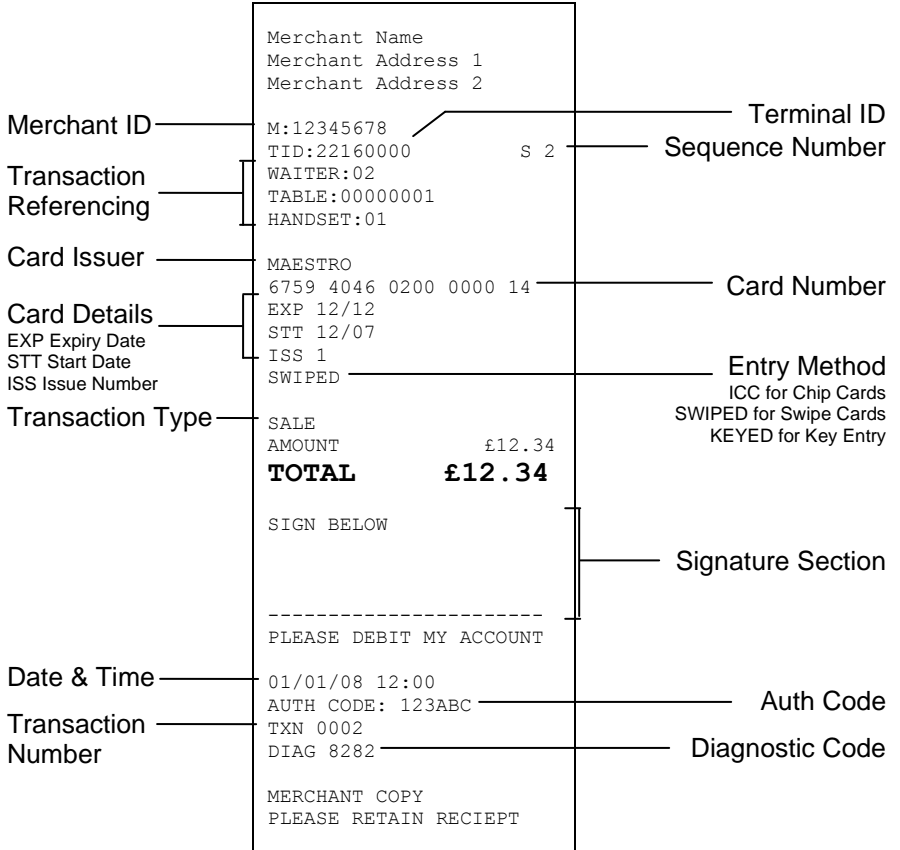 Merchant Name
Merchant Address 1
Merchant Address 2
Terminal ID
Merchant ID
M:12345678
TID:22160000 S 2
Sequence Number
Transaction
Referencing
WAITER:02
TABLE:00000001
HANDSET:01
Card Issuer
MAESTRO
6759 4046 0200 0000 14
Card Number
Card Details
EXP Expiry Date
STT Start Date
ISS Issue Number
EXP 12/12
STT 12/07
ISS 1
SWIPED
Entry Method
ICC for Chip Cards
SWIPED for Swipe Cards
KEYED for Key Entry
Transaction Type
SALE
AMOUNT £12.34
TOTAL £12.34
SIGN BELOW
Signature Section
-----------------------
PLEASE DEBIT MY ACCOUNT
Date & Time
01/01/08 12:00
AUTH CODE: 123ABC
Auth Code
Transaction
Number
TXN 0002
DIAG 8282
Diagnostic Code
MERCHANT COPY
PLEASE RETAIN RECIEPT